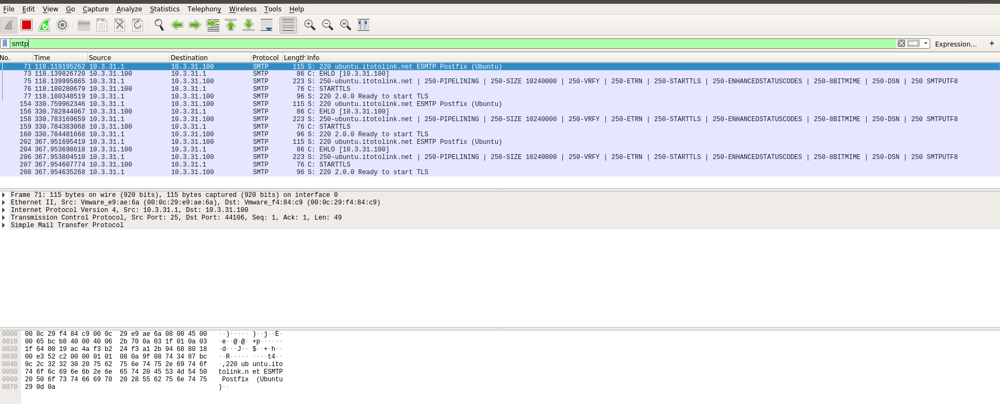 File Edit View Go Capture Analyze Statistics Telephony Wireless Tools Help
smtp Expression... +
No. Time Source Destination Protocol Length Info
71 118.119195262 10.3.31.1 10.3.31.100 SMTP 115 S: 220 ubuntu.itotolink.net ESMTP Postfix (Ubuntu)
73 118.139826720 10.3.31.100 10.3.31.1 SMTP 86 C: EHLO [10.3.31.100]
75 118.139995865 10.3.31.1 10.3.31.100 SMTP 223 S: 250-ubuntu.itotolink.net | 250-PIPELINING | 250-SIZE 10240000 | 250-VRFY | 250-ETRN | 250-STARTTLS | 250-ENHANCEDSTATUSCODES | 250-8BITMIME | 250-DSN | 250 SMTPUTF8
76 118.180280679 10.3.31.100 10.3.31.1 SMTP 76 C: STARTTLS
77 118.180348519 10.3.31.1 10.3.31.100 SMTP 96 S: 220 2.0.0 Ready to start TLS
154 330.759962346 10.3.31.1 10.3.31.100 SMTP 115 S: 220 ubuntu.itotolink.net ESMTP Postfix (Ubuntu)
156 330.782844067 10.3.31.100 10.3.31.1 SMTP 86 C: EHLO [10.3.31.100]
158 330.783169659 10.3.31.1 10.3.31.100 SMTP 223 S: 250-ubuntu.itotolink.net | 250-PIPELINING | 250-SIZE 10240000 | 250-VRFY | 250-ETRN | 250-STARTTLS | 250-ENHANCEDSTATUSCODES | 250-8BITMIME | 250-DSN | 250 SMTPUTF8
159 330.784383068 10.3.31.100 10.3.31.1 SMTP 76 C: STARTTLS
160 330.784481668 10.3.31.1 10.3.31.100 SMTP 96 S: 220 2.0.0 Ready to start TLS
202 367.951695419 10.3.31.1 10.3.31.100 SMTP 115 S: 220 ubuntu.itotolink.net ESMTP Postfix (Ubuntu)
204 367.953698618 10.3.31.100 10.3.31.1 SMTP 86 C: EHLO [10.3.31.100]
206 367.953804510 10.3.31.1 10.3.31.100 SMTP 223 S: 250-ubuntu.itotolink.net | 250-PIPELINING | 250-SIZE 10240000 | 250-VRFY | 250-ETRN | 250-STARTTLS | 250-ENHANCEDSTATUSCODES | 250-8BITMIME | 250-DSN | 250 SMTPUTF8
207 367.954607774 10.3.31.100 10.3.31.1 SMTP 76 C: STARTTLS
208 367.954635268 10.3.31.1 10.3.31.100 SMTP 96 S: 220 2.0.0 Ready to start TLS
Frame 71: 115 bytes on wire (920 bits), 115 bytes captured (920 bits) on interface 0
Ethernet II, Src: Vmware_e9:ae:6a (00:0c:29:e9:ae:6a), Dst: Vmware_f4:84:c9 (00:0c:29:f4:84:c9)
Internet Protocol Version 4, Src: 10.3.31.1, Dst: 10.3.31.100
Transmission Control Protocol, Src Port: 25, Dst Port: 44106, Seq: 1, Ack: 1, Len: 49
Simple Mail Transfer Protocol
0000 00 0c 29 f4 84 c9 00 0c 29 e9 ae 6a 08 00 45 00 ··)····· )··j··E·
0010 00 65 bc b8 40 00 40 06 2b 70 0a 03 1f 01 0a 03 ·e··@·@· +p······
0020 1f 64 00 19 ac 4a f3 b2 24 f3 a1 2b 94 68 80 18 ·d···J·· $··+·h··
0030 00 e3 52 c2 00 00 01 01 08 0a 9f 08 74 34 87 bc ··R····· ····t4··
0040 9c 2c 32 32 30 20 75 62 75 6e 74 75 2e 69 74 6f ·,220 ub untu.ito
0050 74 6f 6c 69 6e 6b 2e 6e 65 74 20 45 53 4d 54 50 tolink.n et ESMTP
0060 20 50 6f 73 74 66 69 78 20 28 55 62 75 6e 74 75 Postfix (Ubuntu
0070 29 0d 0a )··